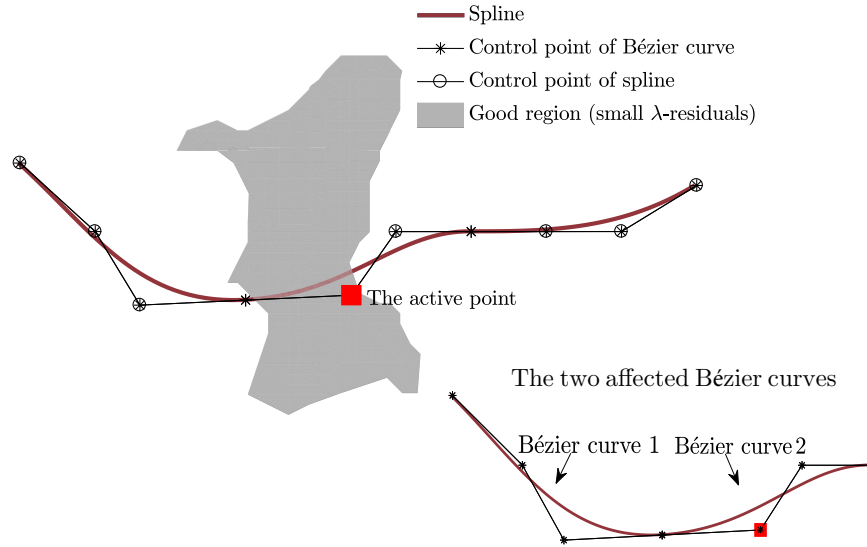 Spline
Control point of Bézier curve
Control point of spline
Good region (small λ-residuals)
The active point
The two affected Bézier curves
Bézier curve 1
Bézier curve 2